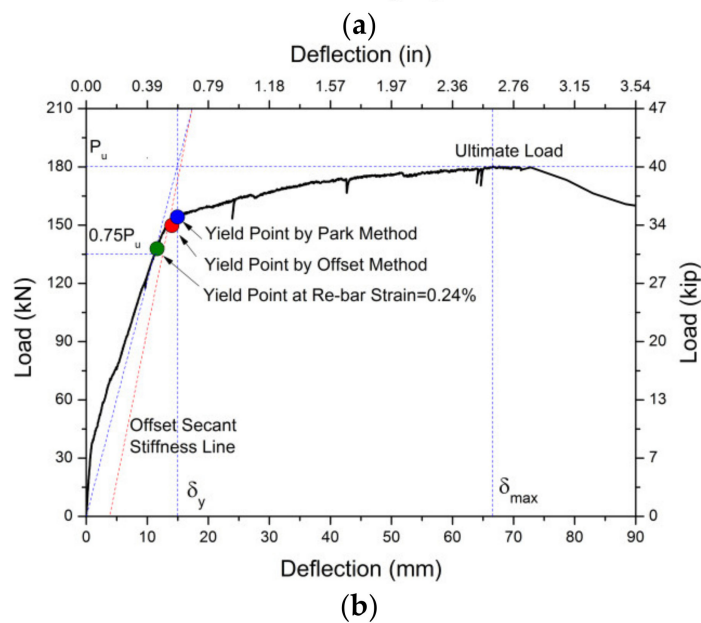 (a)
Deflection (in)
0.00 0.39 0.79 1.18 1.57 1.97 2.36 2.76 3.15 3.54
210 47
Pu
180 Ultimate Load 40
150 34
0.75Pu Yield Point by Park Method
Yield Point by Offset Method
120 27
Yield Point at Re-bar Strain=0.24%
Load (kN) Load (kip)
90 20
60 13
Offset Secant
Stiffness Line
30 7
δy δmax
0 0
0 10 20 30 40 50 60 70 80 90
Deflection (mm)
(b)